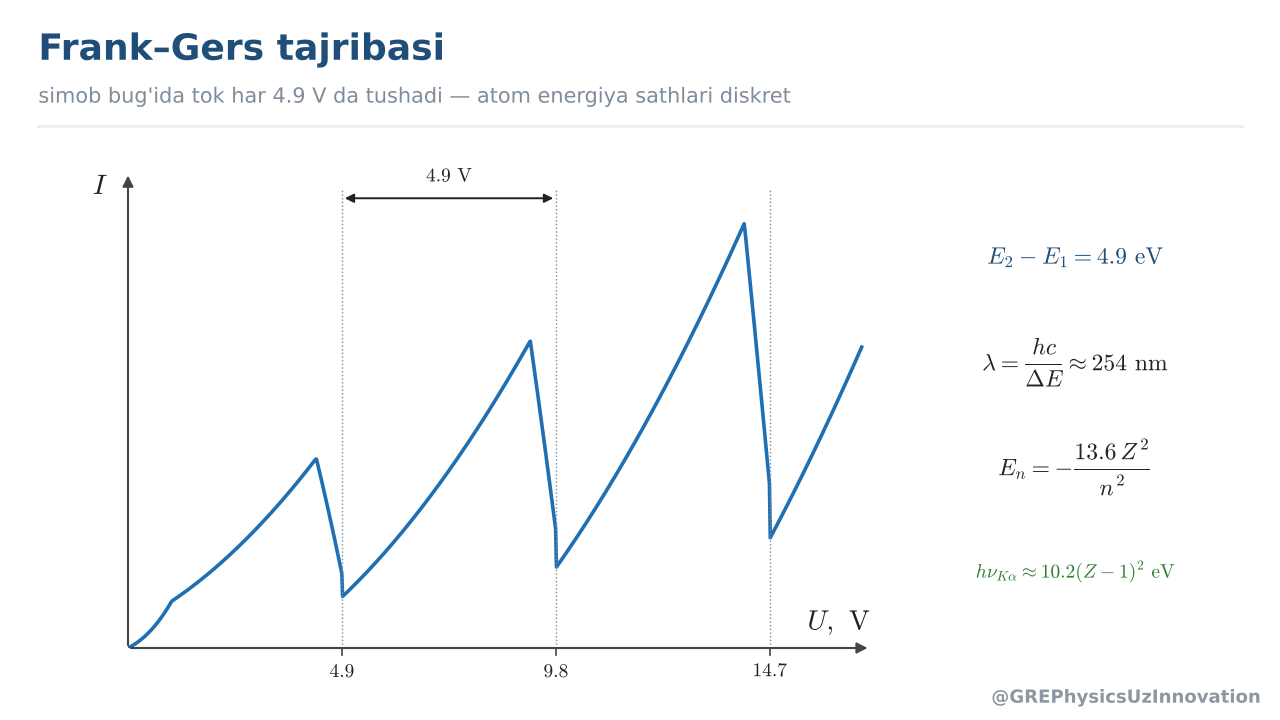 Frank–Gers tajribasi
simob bug'ida tok har 4.9 V da tushadi — atom energiya sathlari diskret
I
4.9 V
E₂ − E₁ = 4.9 eV
λ = hc/ΔE ≈ 254 nm
Eₙ = −13.6 Z²/n²
hν_{Kα} ≈ 10.2(Z − 1)² eV
U, V
4.9 9.8 14.7
@GREPhysicsUzInnovation